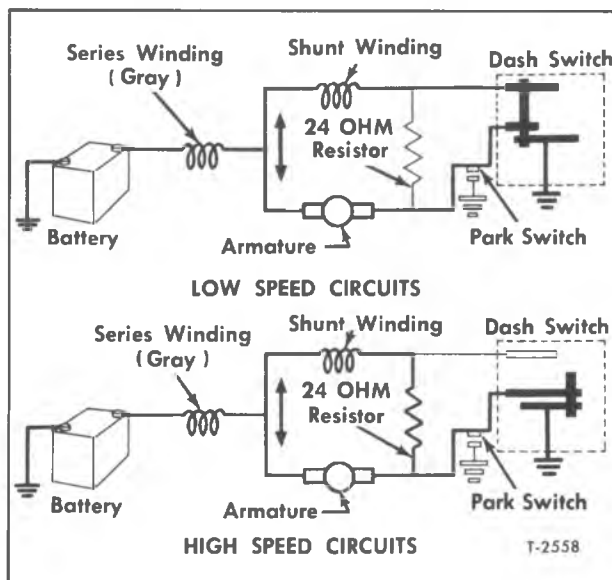 Series Winding
(Gray)
Shunt Winding
Dash Switch
24 OHM
Resistor
Battery
Armature
Park Switch
LOW SPEED CIRCUITS
Series Winding
(Gray)
Shunt Winding
Dash Switch
24 OHM
Resistor
Battery
Armature
Park Switch
HIGH SPEED CIRCUITS
T-2558